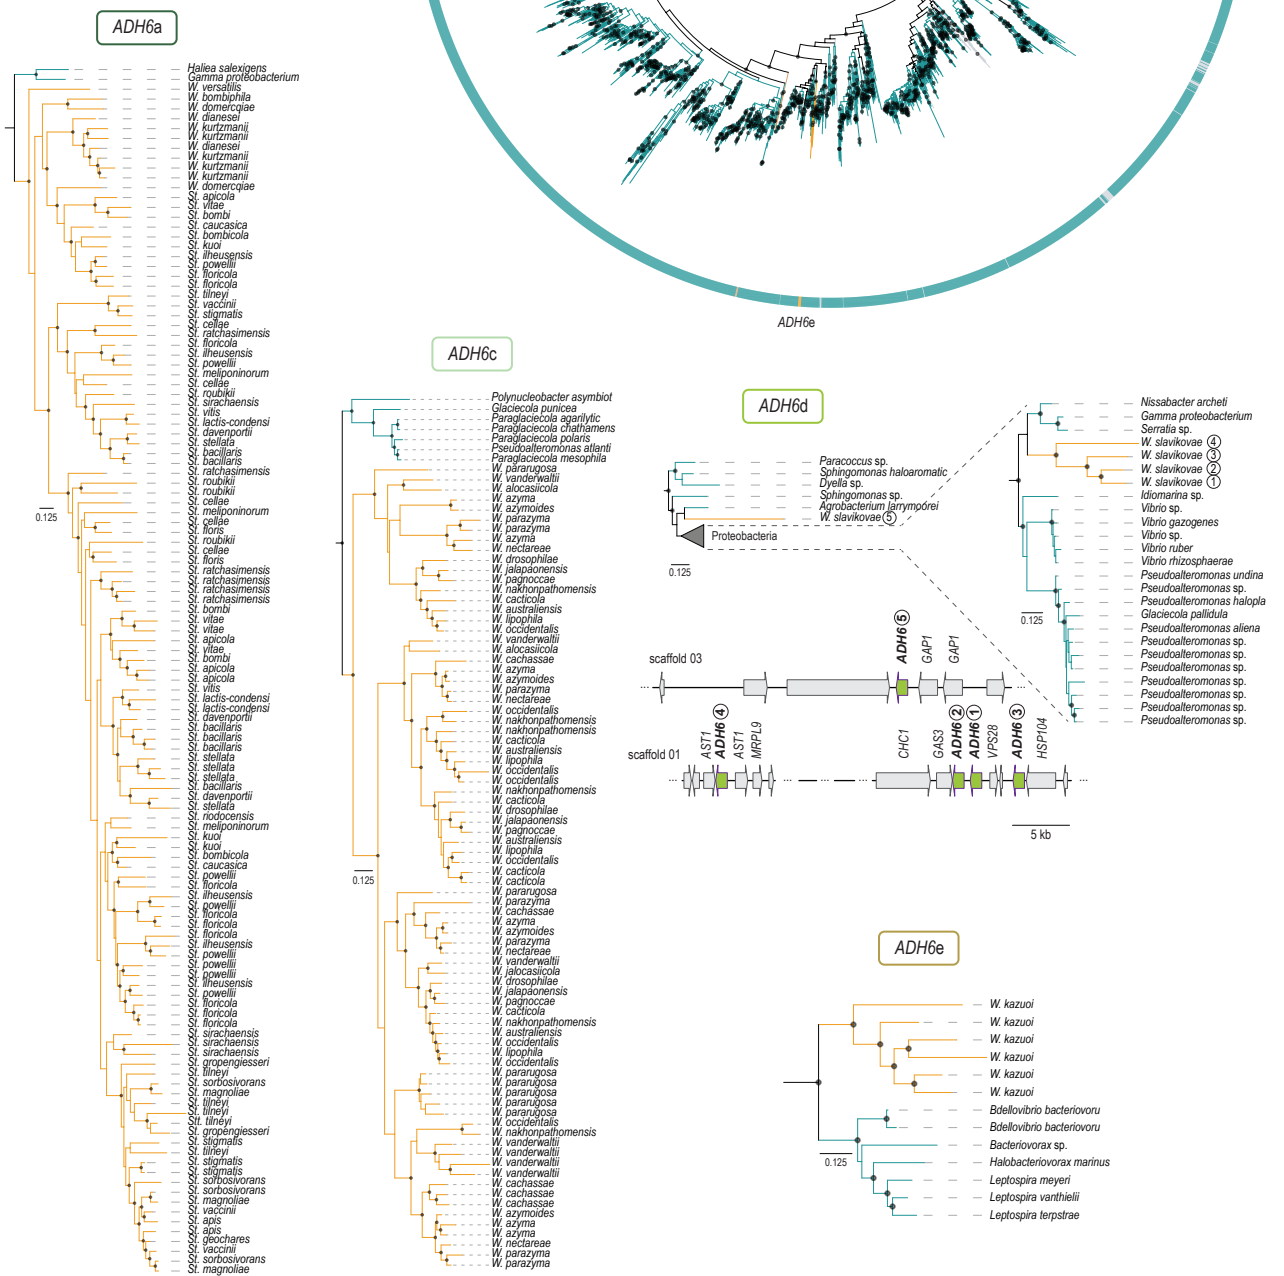 ADH6a
Haliea salexigens
Gamma proteobacterium
W. versatilis
W. bombiphila
W. domercqiae
W. dianesei
W. kurtzmanii
W. kurtzmanii
W. dianesei
W. kurtzmanii
W. kurtzmanii
W. kurtzmanii
W. domercqiae
St. apicola
St. vitae
St. bombi
St. caucasica
St. bombicola
St. kuoi
St. ilheusensis
St. powellii
St. floricola
St. floricola
St. tilneyi
St. vaccinii
St. stigmatis
St. cellae
St. ratchasimensis
St. floricola
St. ilheusensis
St. powellii
St. meliponinorum
St. cellae
St. roubikii
St. sirachaensis
St. vitis
St. lactis-condensi
St. davenportii
St. stellata
St. bacillaris
St. bacillaris
St. ratchasimensis
St. roubikii
St. roubikii
St. cellae
St. meliponinorum
St. cellae
St. floris
St. roubikii
St. cellae
St. floris
St. ratchasimensis
St. ratchasimensis
St. ratchasimensis
St. ratchasimensis
St. bombi
St. vitae
St. vitae
St. apicola
St. vitae
St. bombi
St. apicola
St. apicola
St. vitis
St. lactis-condensi
St. lactis-condensi
St. davenportii
St. bacillaris
St. bacillaris
St. bacillaris
St. stellata
St. stellata
St. stellata
St. bacillaris
St. davenportii
St. stellata
St. riodocensis
St. meliponinorum
St. kuoi
St. kuoi
St. bombicola
St. caucasica
St. powellii
St. floricola
St. ilheusensis
St. powellii
St. floricola
St. floricola
St. floricola
St. ilheusensis
St. powellii
St. powellii
St. powellii
St. ilheusensis
St. powellii
St. floricola
St. floricola
St. floricola
St. sirachaensis
St. sirachaensis
St. sirachaensis
St. gropengiesseri
St. tilneyi
St. sorbosivorans
St. magnoliae
St. tilneyi
St. tilneyi
Stt. tilneyi
St. gropengiesseri
St. stigmatis
St. tilneyi
St. stigmatis
St. stigmatis
St. sorbosivorans
St. sorbosivorans
St. magnoliae
St. vaccinii
St. apis
St. apis
St. geochares
St. vaccinii
St. sorbosivorans
St. magnoliae
0.125
ADH6e
ADH6c
Polynucleobacter asymbiot
Glaciecola punicea
Paraglaciecola agarilytic
Paraglaciecola chathamens
Paraglaciecola polaris
Pseudoalteromonas atlanti
Paraglaciecola mesophila
W. pararugosa
W. vanderwaltii
W. alocasiicola
W. azyma
W. azymoides
W. parazyma
W. parazyma
W. azyma
W. nectareae
W. drosophilae
W. jalapaonensis
W. pagnoccae
W. nakhonpathomensis
W. cacticola
W. australiensis
W. lipophila
W. occidentalis
W. vanderwaltii
W. alocasiicola
W. cachassae
W. azyma
W. azymoides
W. parazyma
W. nectareae
W. occidentalis
W. nakhonpathomensis
W. nakhonpathomensis
W. cacticola
W. australiensis
W. lipophila
W. occidentalis
W. occidentalis
W. nakhonpathomensis
W. cacticola
W. drosophilae
W. jalapaonensis
W. pagnoccae
W. australiensis
W. lipophila
W. occidentalis
W. cacticola
W. cacticola
W. pararugosa
W. parazyma
W. cachassae
W. azyma
W. azymoides
W. parazyma
W. nectareae
W. vanderwaltii
W. jalocasiicola
W. drosophilae
W. jalapaonensis
W. pagnoccae
W. cacticola
W. nakhonpathomensis
W. australiensis
W. occidentalis
W. lipophila
W. occidentalis
W. pararugosa
W. pararugosa
W. pararugosa
W. pararugosa
W. pararugosa
W. occidentalis
W. nakhonpathomensis
W. vanderwaltii
W. vanderwaltii
W. vanderwaltii
W. vanderwaltii
W. cachassae
W. cachassae
W. cachassae
W. azymoides
W. azyma
W. azyma
W. nectareae
W. parazyma
W. parazyma
0.125
ADH6d
Paracoccus sp.
Sphingomonas haloaromatic
Dyella sp.
Sphingomonas sp.
Agrobacterium larrymoorei
W. slavikovae ⑤
Proteobacteria
0.125
Nissabacter archeti
Gamma proteobacterium
Serratia sp.
W. slavikovae ④
W. slavikovae ③
W. slavikovae ②
W. slavikovae ①
Idiomarina sp.
Vibrio sp.
Vibrio gazogenes
Vibrio sp.
Vibrio ruber
Vibrio rhizosphaerae
Pseudoalteromonas undina
Pseudoalteromonas sp.
Pseudoalteromonas halopla
Glaciecola pallidula
Pseudoalteromonas aliena
Pseudoalteromonas sp.
Pseudoalteromonas sp.
Pseudoalteromonas sp.
Pseudoalteromonas sp.
Pseudoalteromonas sp.
Pseudoalteromonas sp.
Pseudoalteromonas sp.
0.125
scaffold 03
ADH6 ⑤
GAP1
GAP1
scaffold 01
AST1
ADH6 ④
AST1
MRPL9
CHC1
GAS3
ADH6 ②
ADH6 ①
VPS28
ADH6 ③
HSP104
5 kb
ADH6e
W. kazuoi
W. kazuoi
W. kazuoi
W. kazuoi
W. kazuoi
W. kazuoi
Bdellovibrio bacteriovoru
Bdellovibrio bacteriovoru
Bacteriovorax sp.
Halobacteriovorax marinus
Leptospira meyeri
Leptospira vanthielii
Leptospira terpstrae
0.125